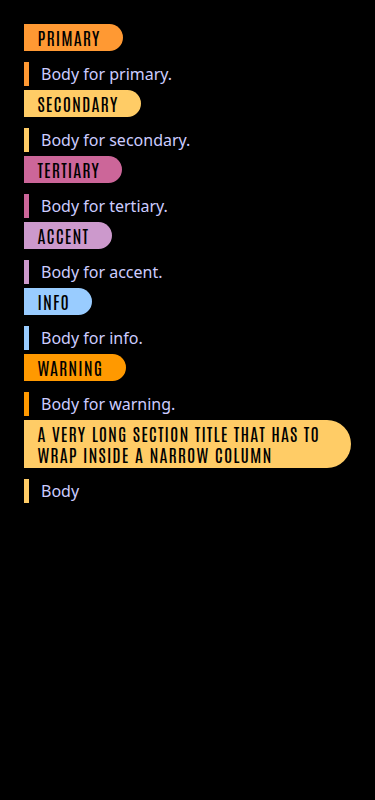 PRIMARY
Body for primary.
SECONDARY
Body for secondary.
TERTIARY
Body for tertiary.
ACCENT
Body for accent.
INFO
Body for info.
WARNING
Body for warning.
A VERY LONG SECTION TITLE THAT HAS TO
WRAP INSIDE A NARROW COLUMN
Body